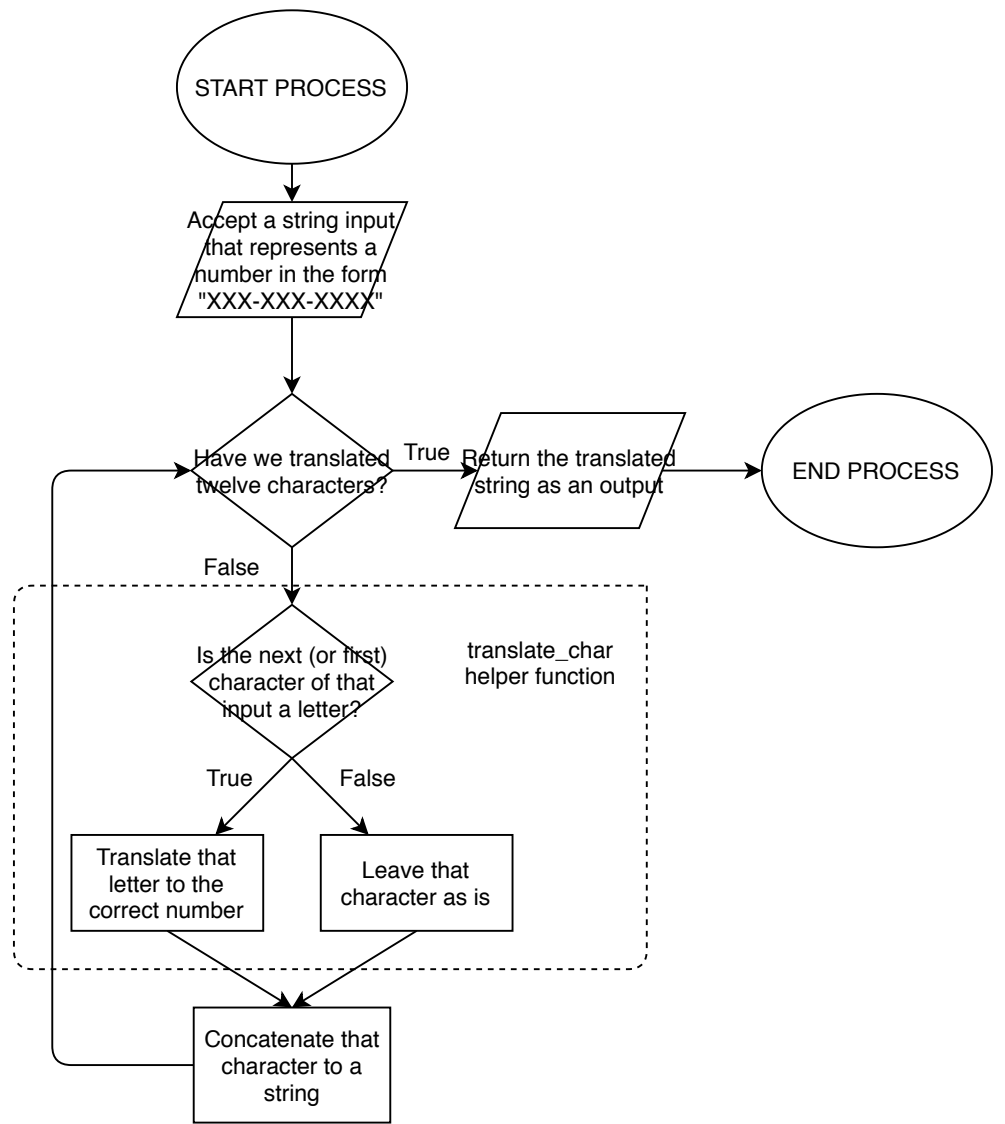 START PROCESS
Accept a string input
that represents a
number in the form
"XXX-XXX-XXXX"
Have we translated
twelve characters?
True
Return the translated
string as an output
END PROCESS
False
Is the next (or first)
character of that
input a letter?
translate_char
helper function
True
False
Translate that
letter to the
correct number
Leave that
character as is
Concatenate that
character to a
string